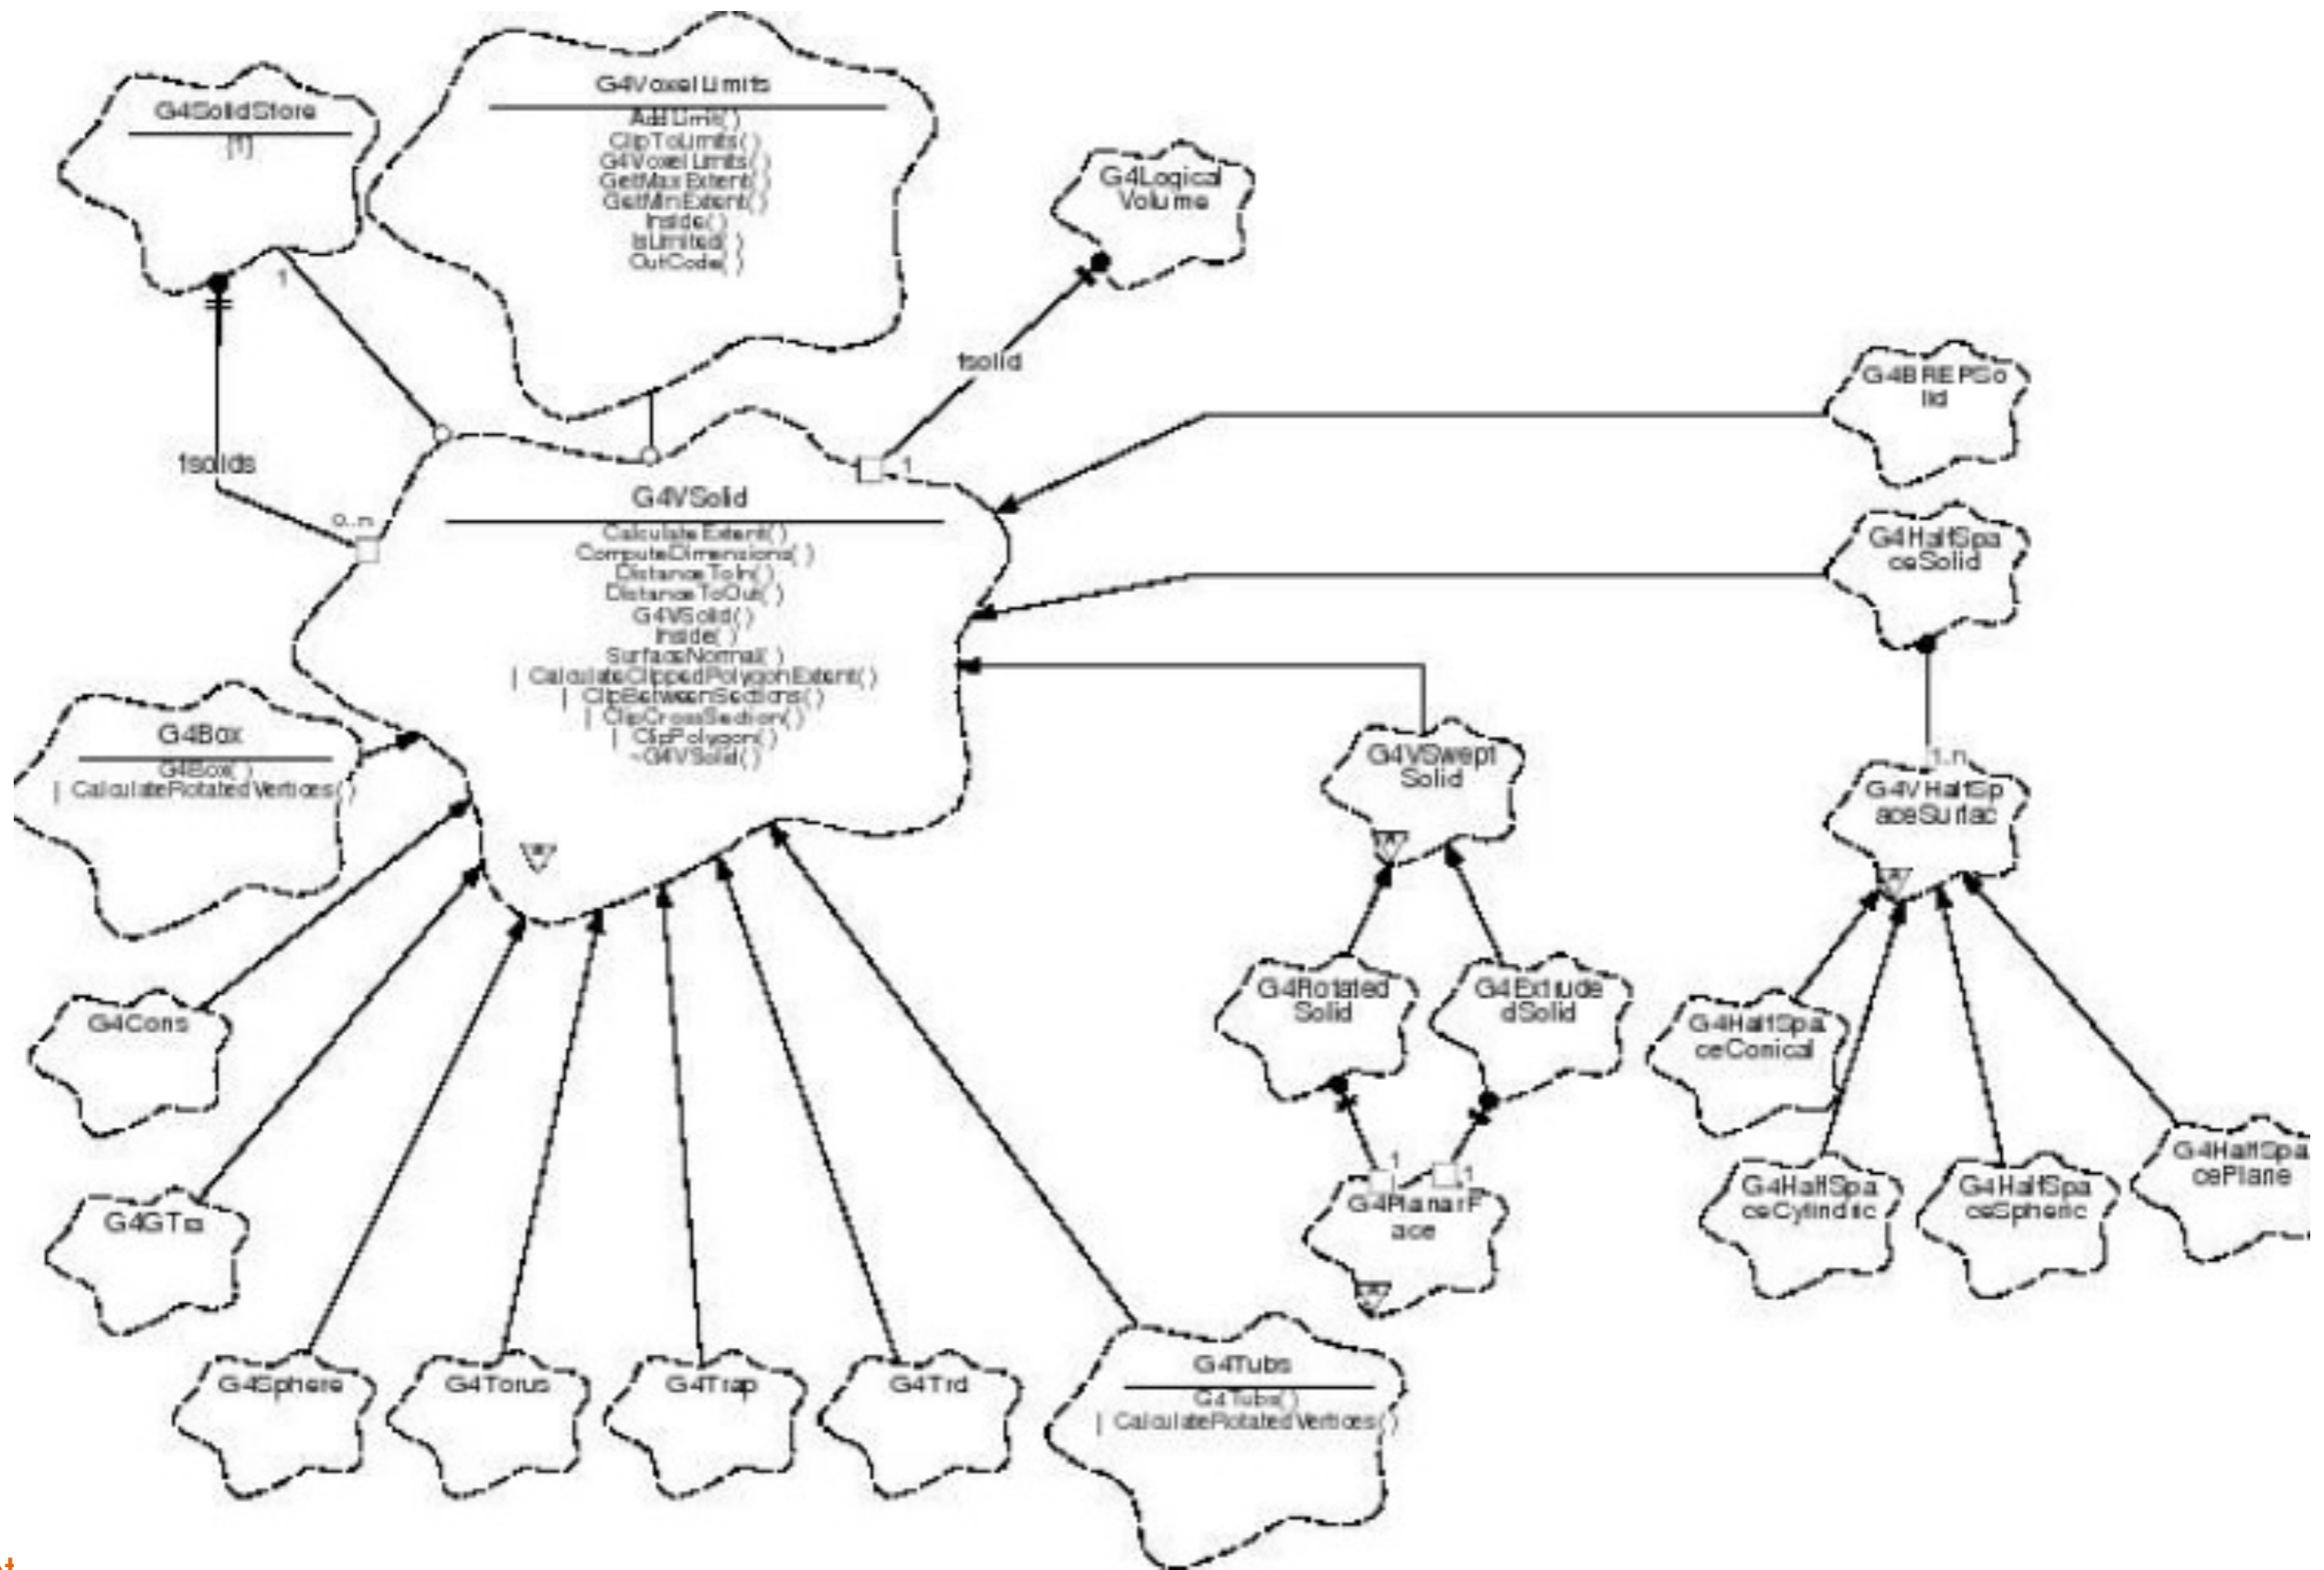 G4SolidStore
[1]
1
fsolids
0..n
G4VoxelLimits
AddLimit()
ClipToLimits()
G4VoxelLimits()
GetMaxExtent()
GetMinExtent()
Inside()
IsLimited()
OutCode()
G4Logical
Volume
fsolid
1
G4VSolid
CalculateExtent()
ComputeDimensions()
DistanceToIn()
DistanceToOut()
G4VSolid()
Inside()
SurfaceNormal()
| CalculateClippedPolygonExtent()
| ClipBetweenSections()
| ClipCrossSection()
| ClipPolygon()
~G4VSolid()
G4BREPSo
lid
G4HalfSpa
ceSolid
1..n
G4Box
G4Box()
| CalculateRotatedVertices()
G4VSwept
Solid
G4VHalfSp
aceSurfac
G4Rotated
Solid
G4Extrude
dSolid
G4Cons
G4HalfSpa
ceConical
1
1
G4PlanarF
ace
G4HalfSpa
ceCylindric
G4HalfSpa
ceSpheric
G4HalfSpa
cePlane
G4Sphere
G4Torus
G4Trap
G4Trd
G4Tubs
G4Tubs()
| CalculateRotatedVertices()